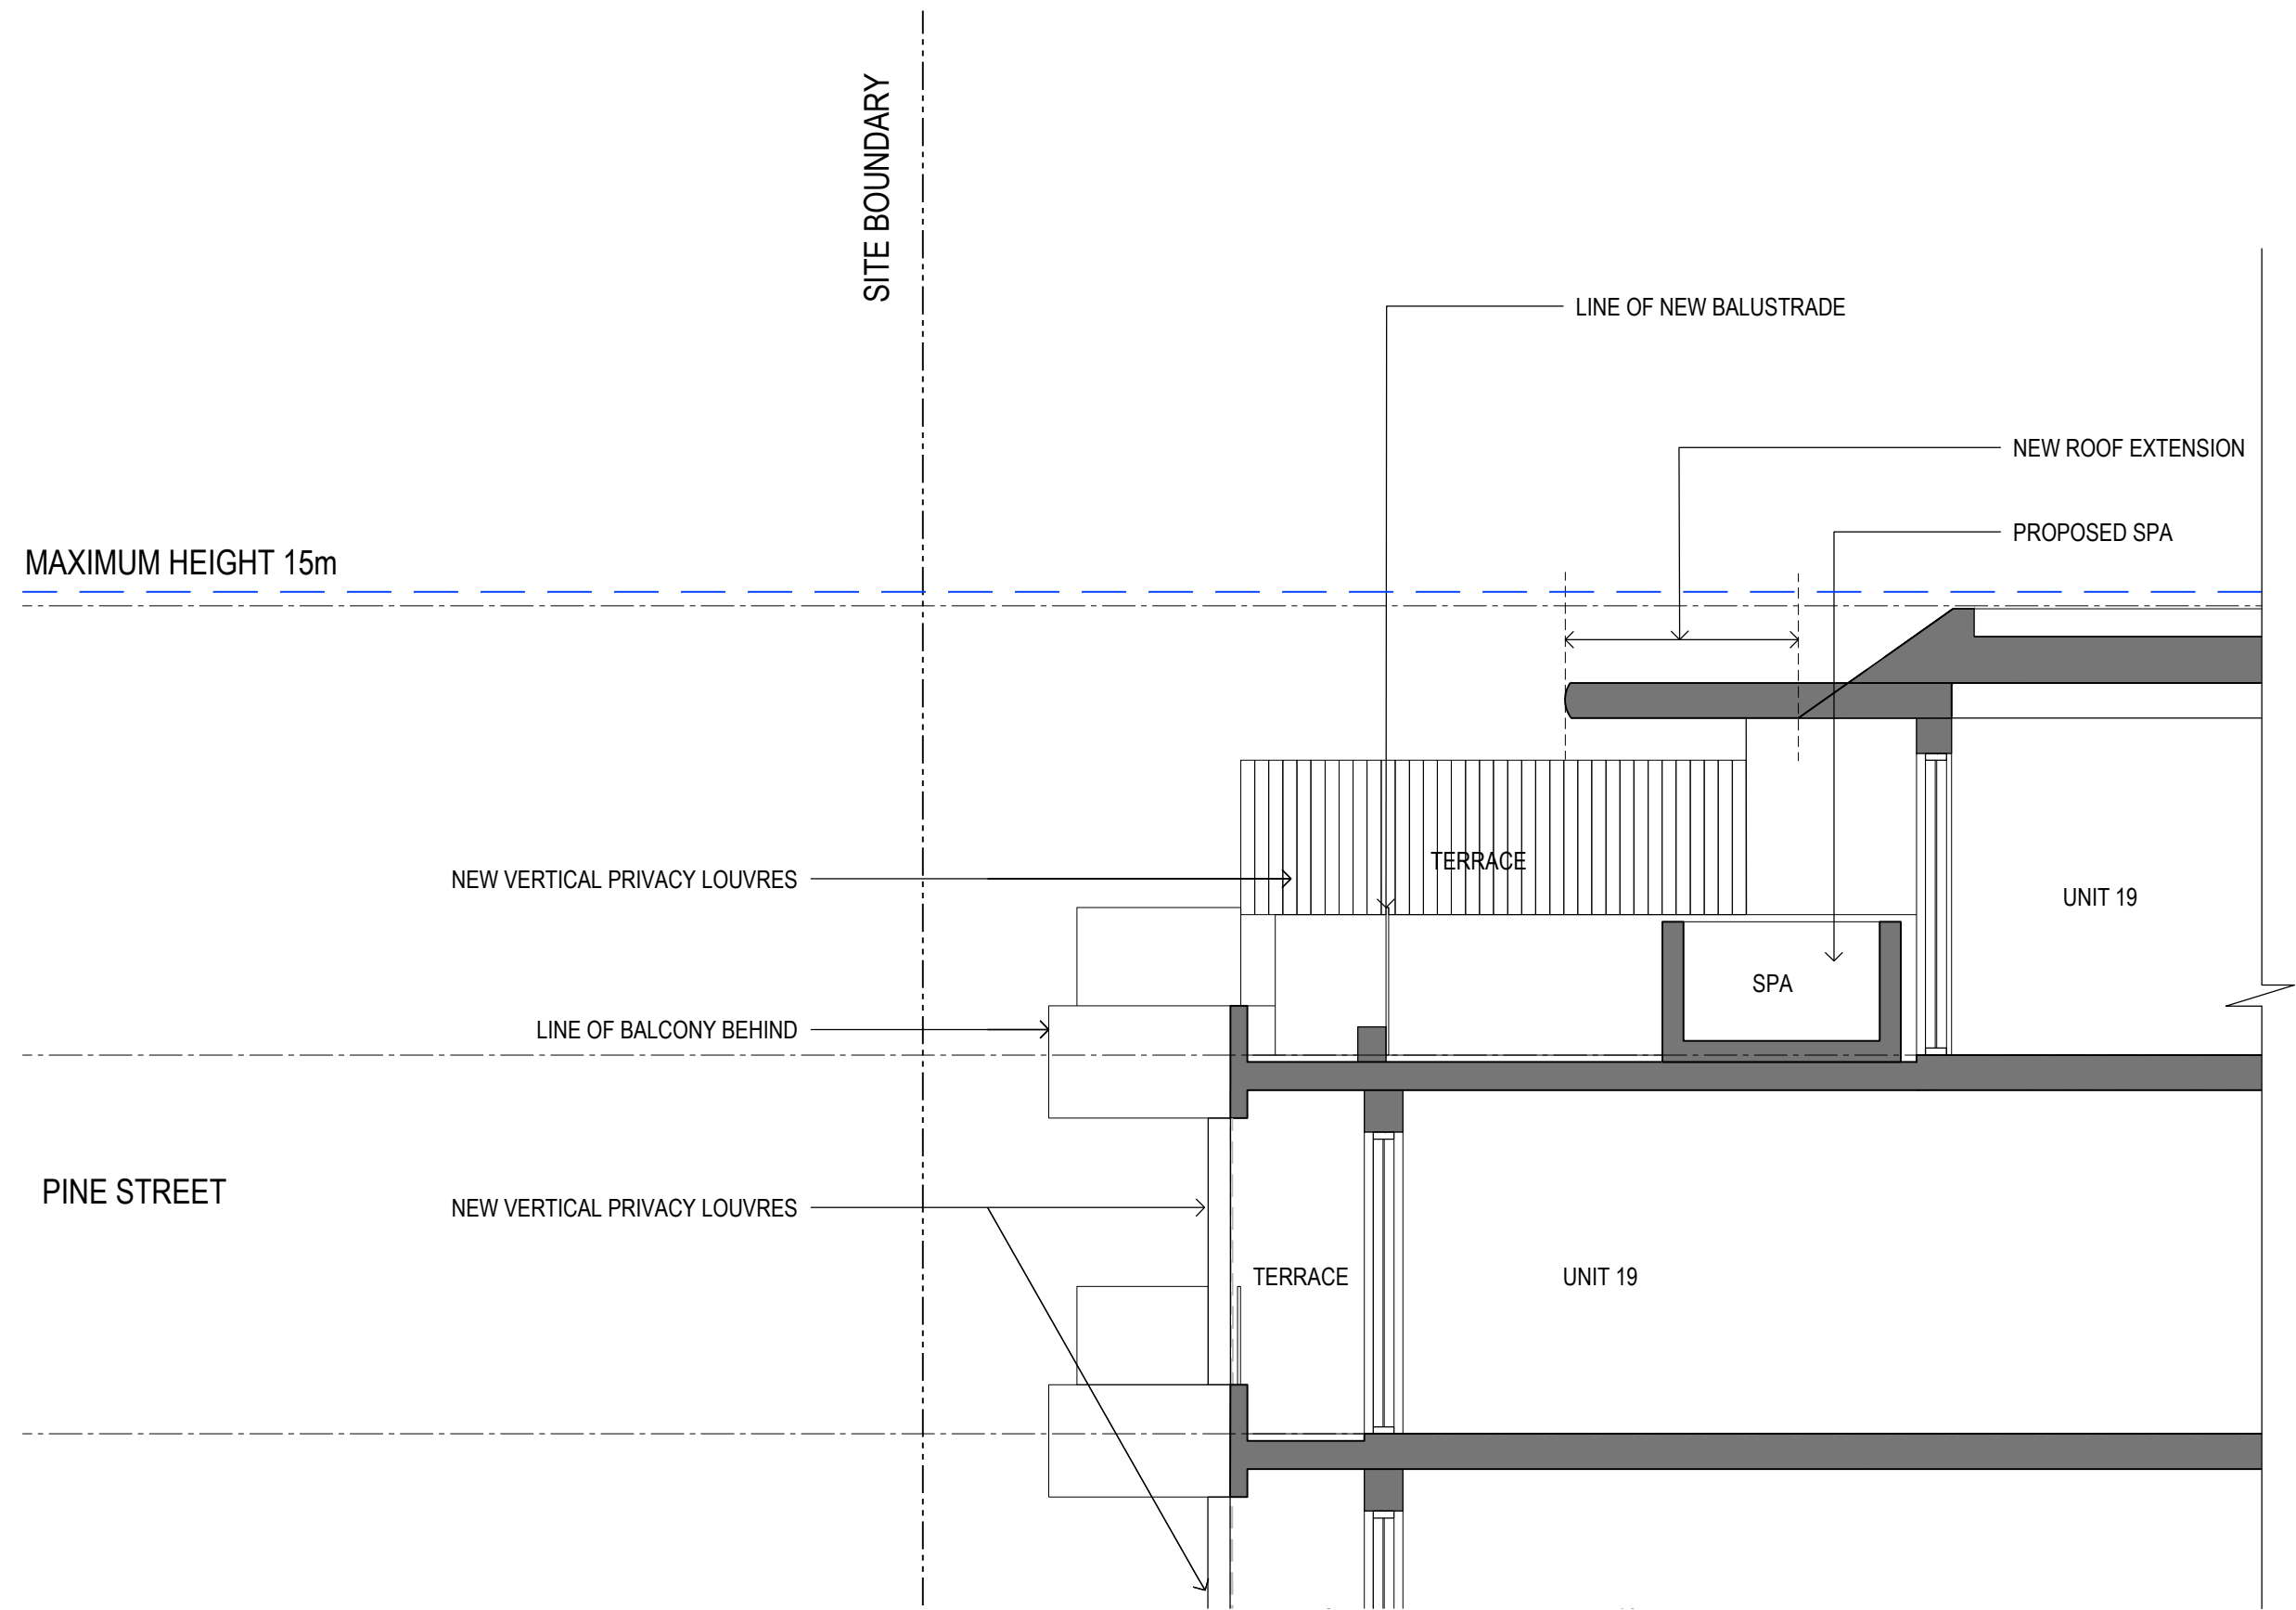 SITE BOUNDARY
LINE OF NEW BALUSTRADE
NEW ROOF EXTENSION
PROPOSED SPA
MAXIMUM HEIGHT 15m
TERRACE
NEW VERTICAL PRIVACY LOUVRES
UNIT 19
SPA
LINE OF BALCONY BEHIND
PINE STREET
NEW VERTICAL PRIVACY LOUVRES
TERRACE
UNIT 19